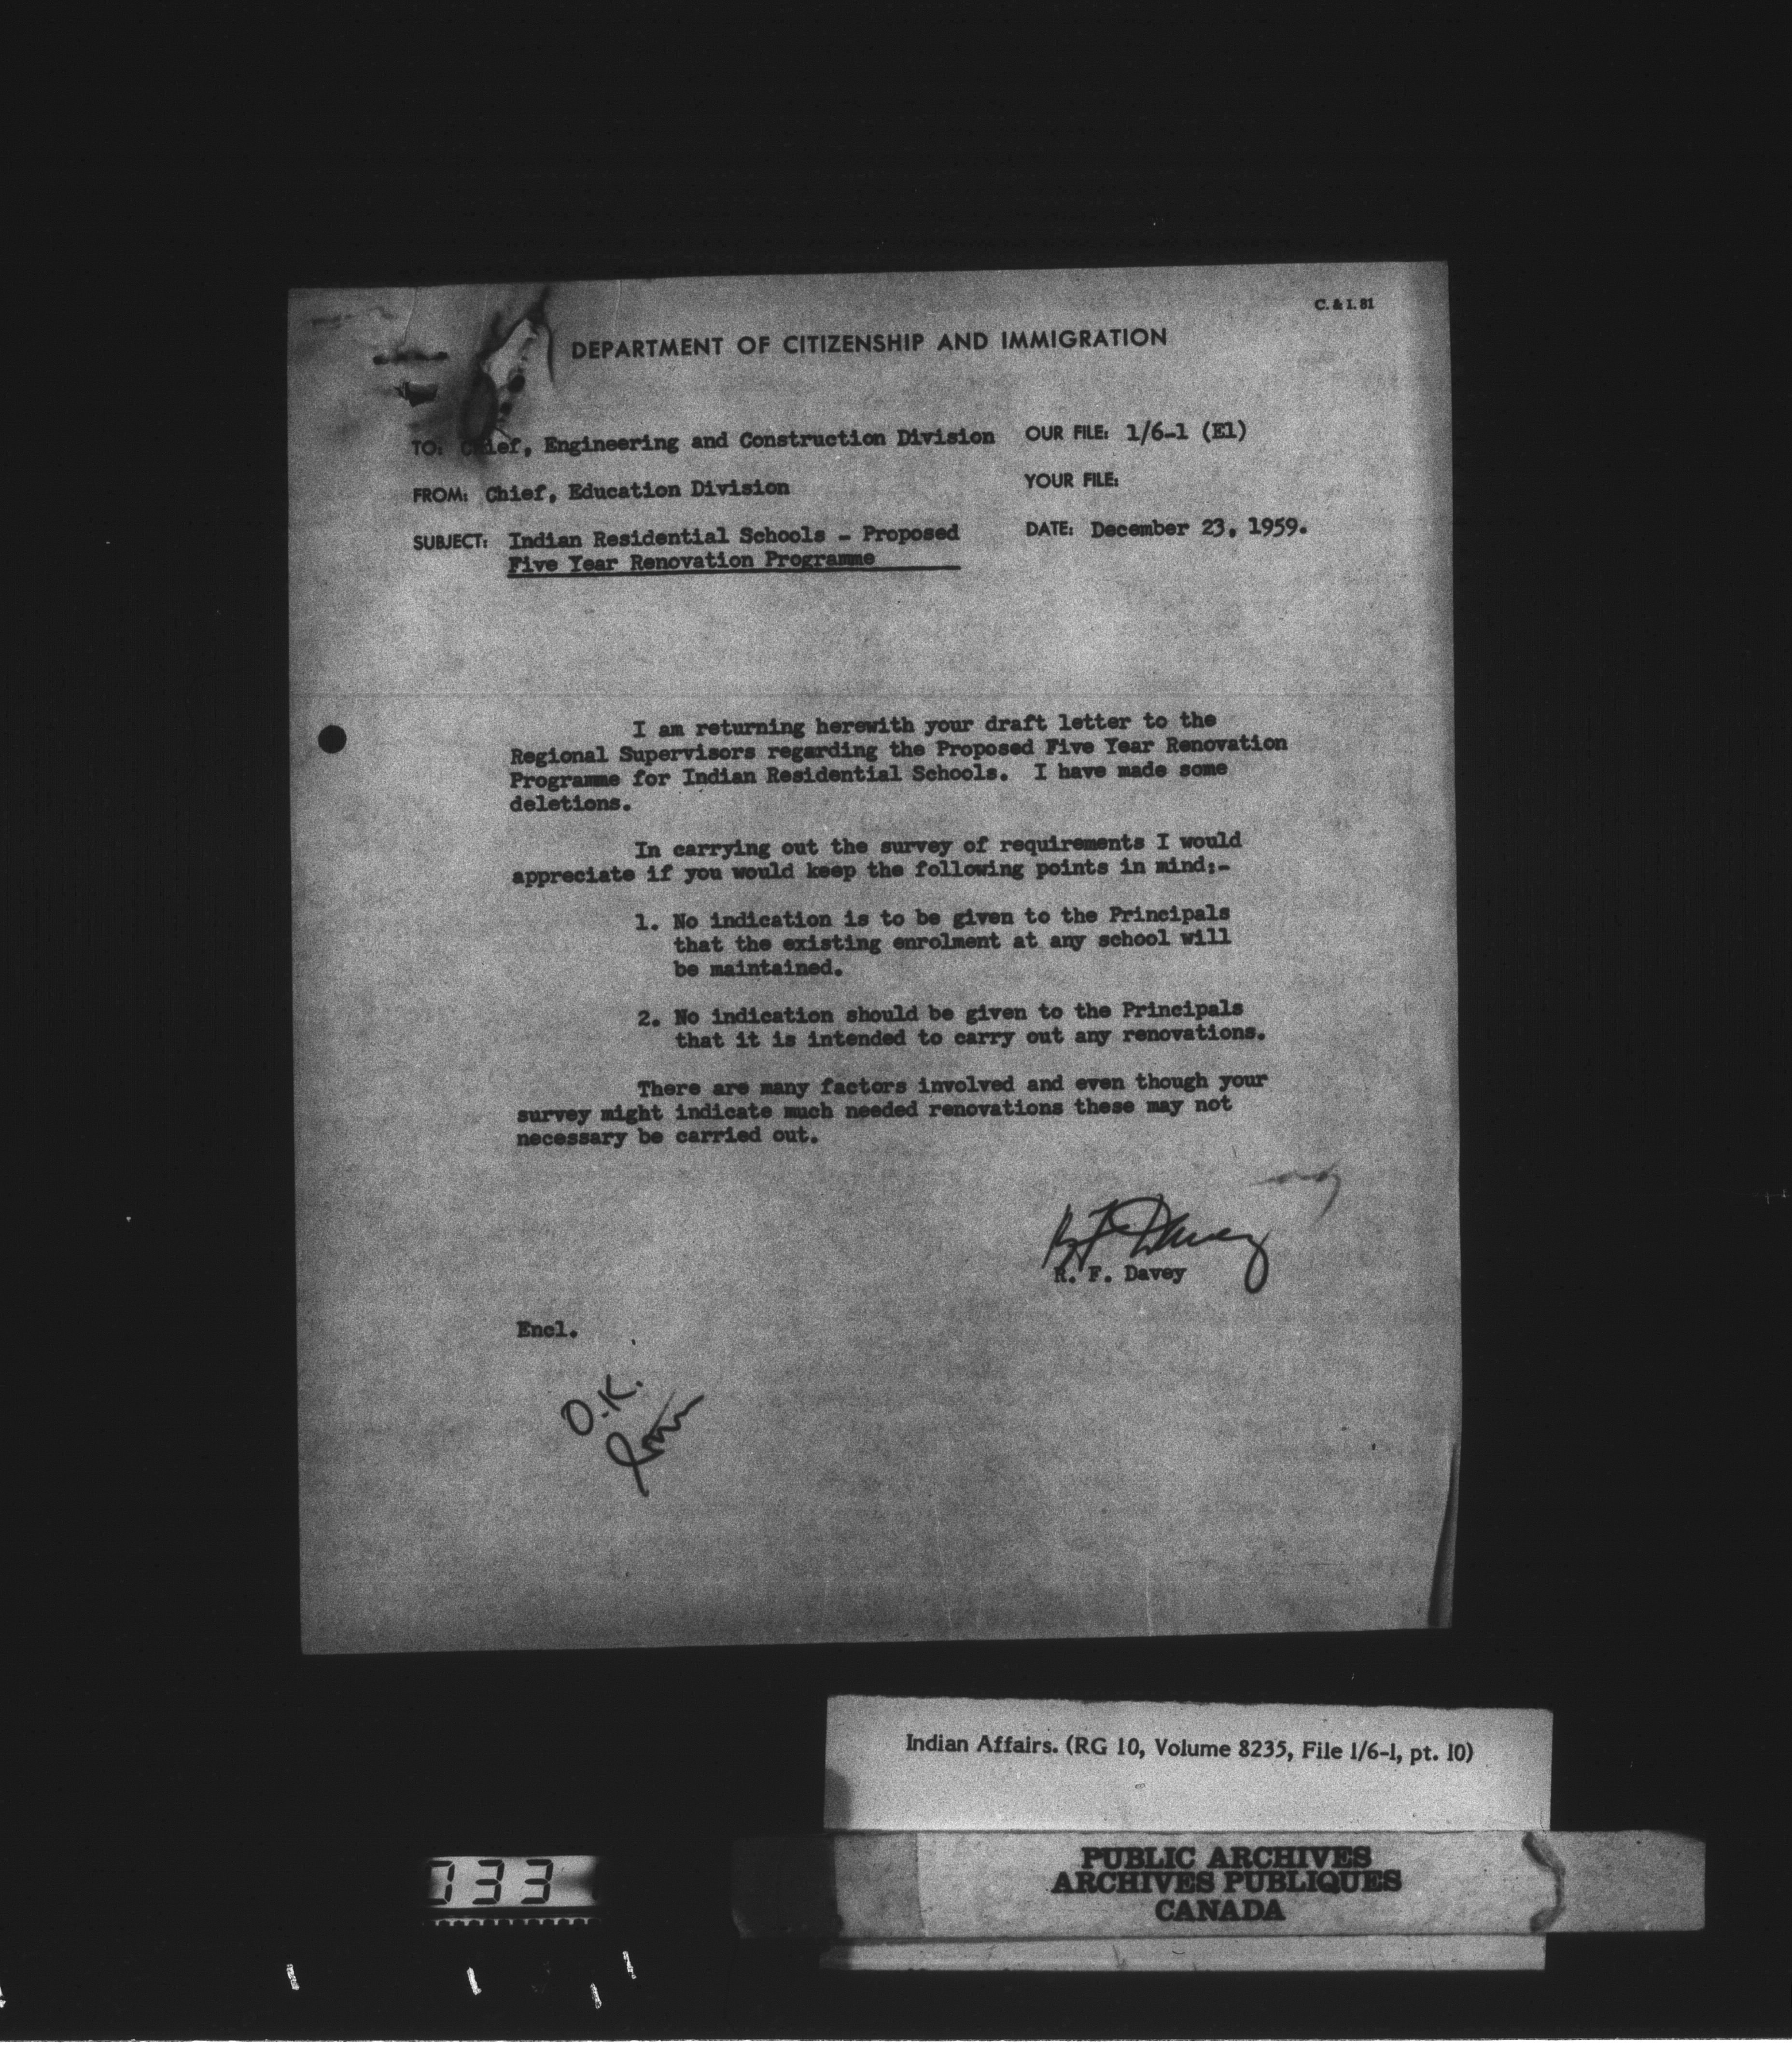 C. & I. 81
DEPARTMENT OF CITIZENSHIP AND IMMIGRATION
TO: Chief, Engineering and Construction Division
OUR FILE: 1/6-1 (E1)
FROM: Chief, Education Division
YOUR FILE:
SUBJECT: Indian Residential Schools - Proposed
Five Year Renovation Programme
DATE: December 23, 1959.
I am returning herewith your draft letter to the
Regional Supervisors regarding the Proposed Five Year Renovation
Programme for Indian Residential Schools. I have made some
deletions.
In carrying out the survey of requirements I would
appreciate if you would keep the following points in mind:-
1. No indication is to be given to the Principals
that the existing enrolment at any school will
be maintained.
2. No indication should be given to the Principals
that it is intended to carry out any renovations.
There are many factors involved and even though your
survey might indicate much needed renovations these may not
necessary be carried out.
R F Davey
R. F. Davey
Encl.
O.K.
Indian Affairs. (RG 10, Volume 8235, File 1/6-1, pt. 10)
PUBLIC ARCHIVES
ARCHIVES PUBLIQUES
CANADA
033